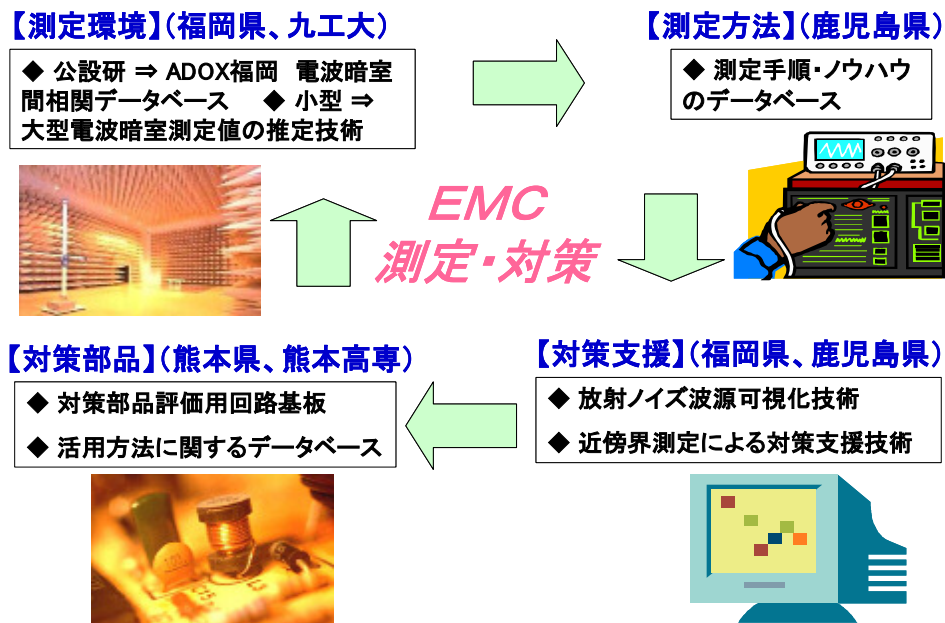 【測定環境】(福岡県、九工大)
◆ 公設研 ⇒ ADOX福岡　電波暗室
間相関データベース　◆ 小型 ⇒
大型電波暗室測定値の推定技術
【測定方法】(鹿児島県)
◆ 測定手順・ノウハウ
のデータベース
EMC
測定・対策
【対策部品】(熊本県、熊本高専)
◆ 対策部品評価用回路基板
◆ 活用方法に関するデータベース
【対策支援】(福岡県、鹿児島県)
◆ 放射ノイズ波源可視化技術
◆ 近傍界測定による対策支援技術